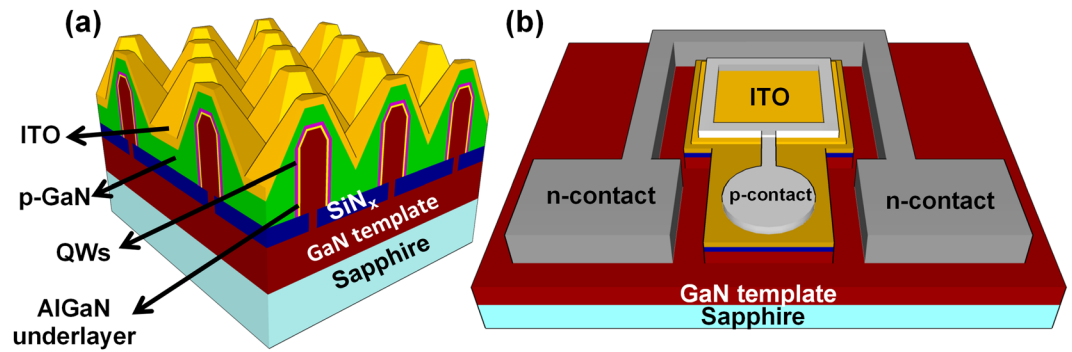 (a)
ITO
p-GaN
QWs
AlGaN
underlayer
SiNx
GaN template
Sapphire
(b)
ITO
n-contact
p-contact
n-contact
GaN template
Sapphire